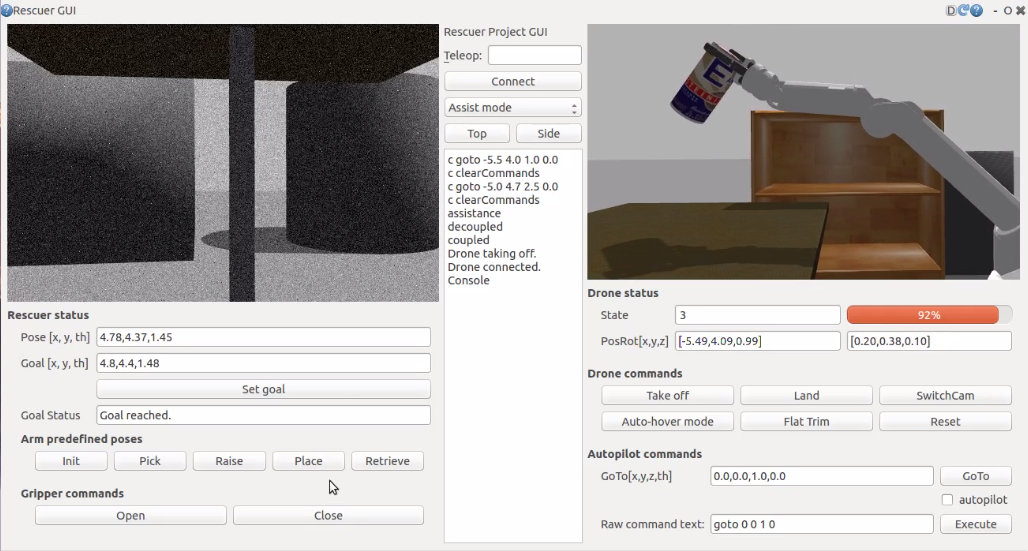 Rescuer GUI
Rescuer Project GUI
Teleop:
Connect
Assist mode
Top
Side
c goto -5.5 4.0 1.0 0.0
c clearCommands
c goto -5.0 4.7 2.5 0.0
c clearCommands
assistance
decoupled
coupled
Drone taking off.
Drone connected.
Console
Rescuer status
Pose [x, y, th] 4.78,4.37,1.45
Goal [x, y, th] 4.8,4.4,1.48
Set goal
Goal Status Goal reached.
Arm predefined poses
Init Pick Raise Place Retrieve
Gripper commands
Open Close
Drone status
State 3 92%
PosRot[x,y,z] [-5.49,4.09,0.99] [0.20,0.38,0.10]
Drone commands
Take off Land SwitchCam
Auto-hover mode Flat Trim Reset
Autopilot commands
GoTo[x,y,z,th] 0.0,0.0,1.0,0.0 GoTo
autopilot
Raw command text: goto 0 0 1 0 Execute